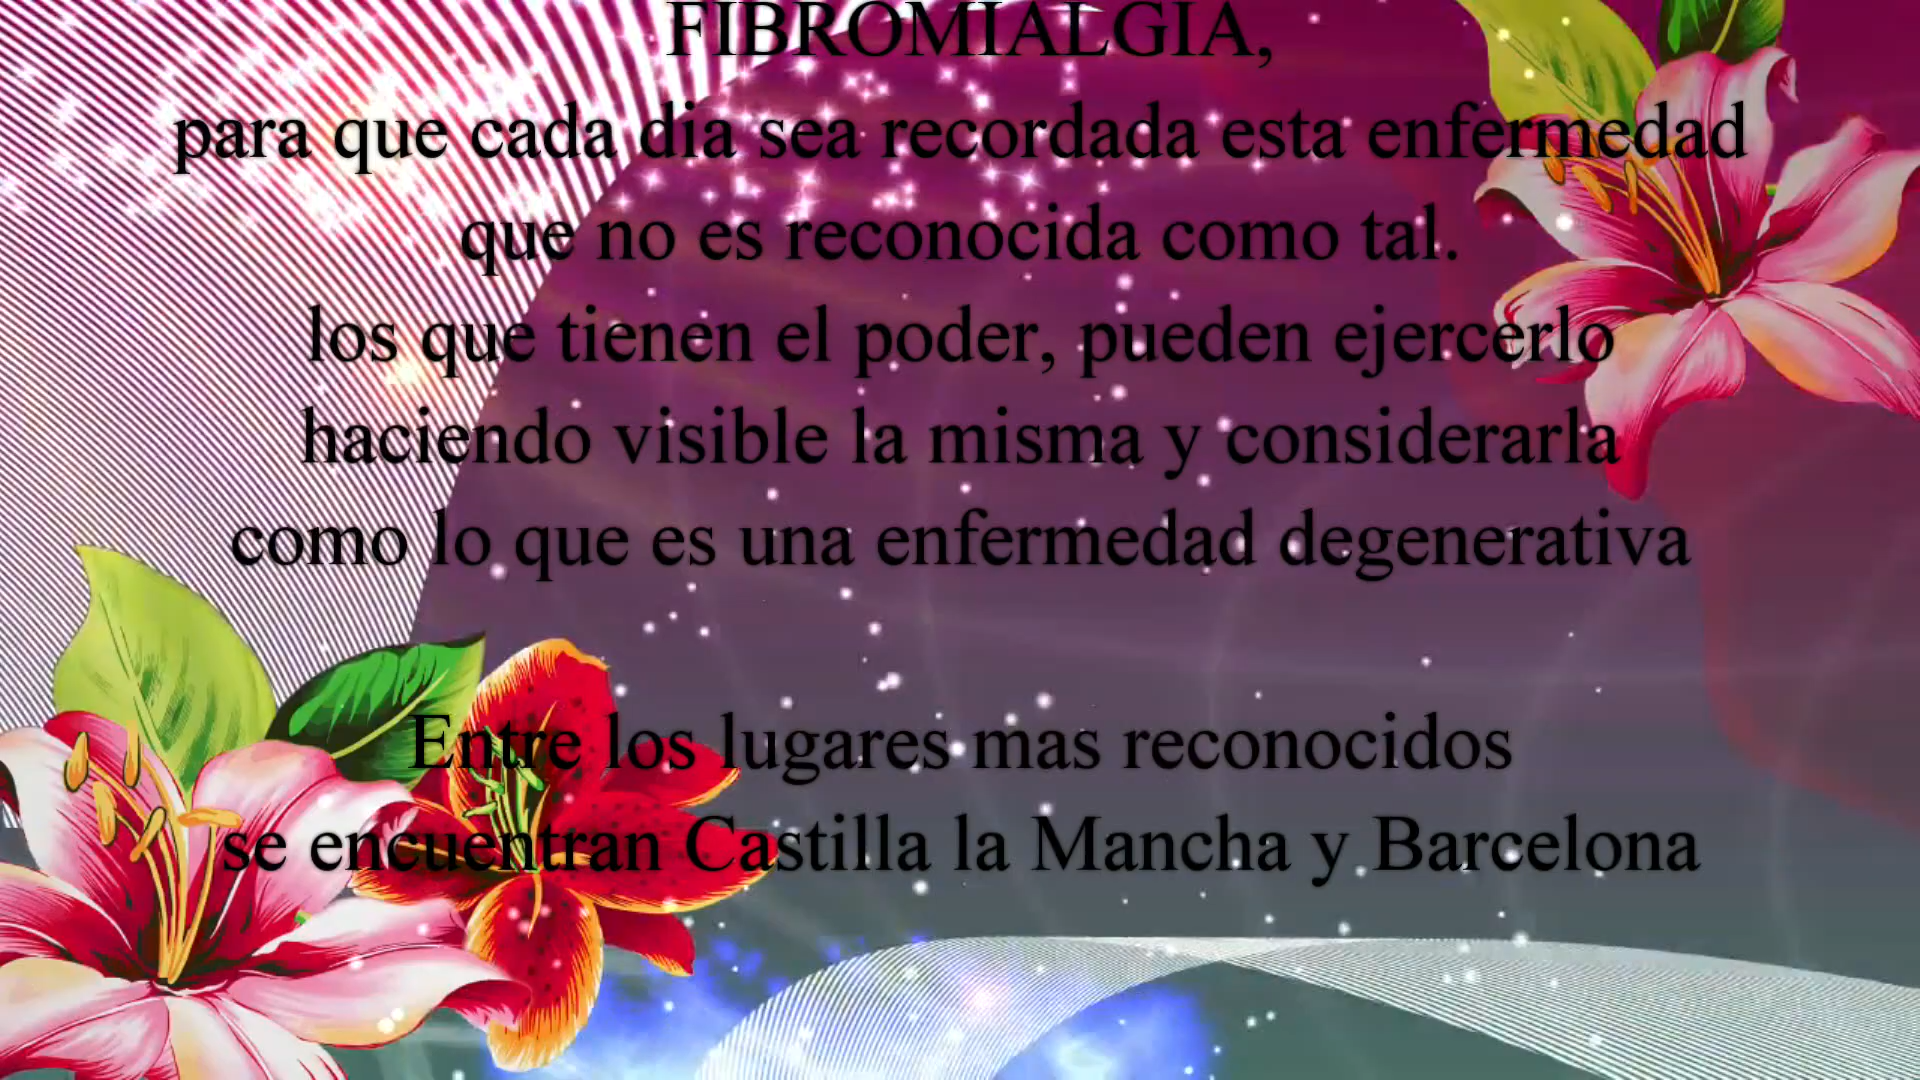 FIBROMIALGIA,
para que cada dia sea recordada esta enfermedad
que no es reconocida como tal.
los que tienen el poder, pueden ejercerlo
haciendo visible la misma y considerarla
como lo que es una enfermedad degenerativa
Entre los lugares mas reconocidos
se encuentran Castilla la Mancha y Barcelona